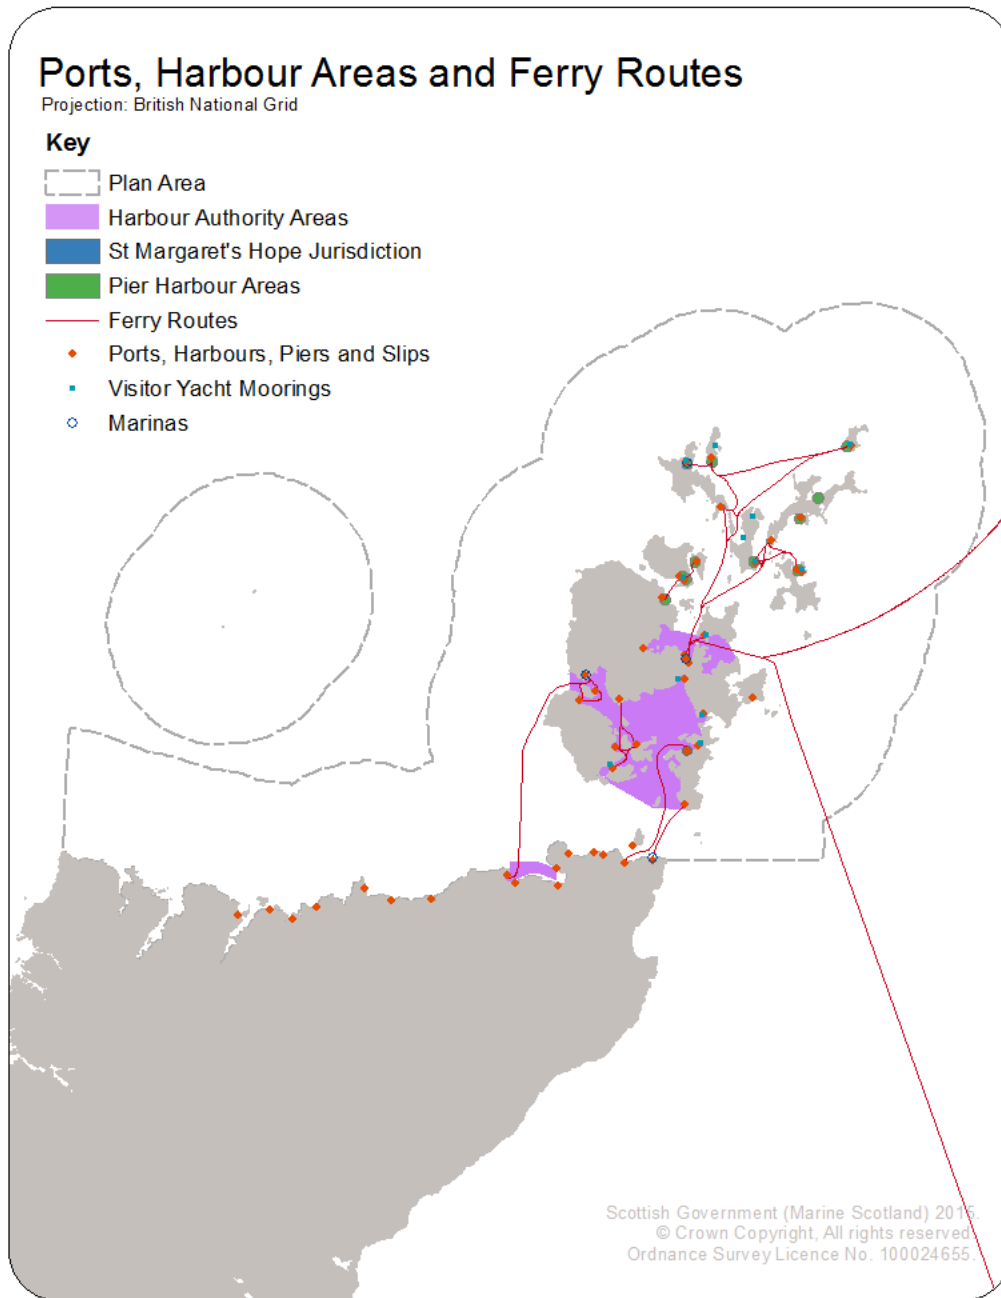 Ports, Harbour Areas and Ferry Routes
Projection: British National Grid
Key
Plan Area
Harbour Authority Areas
St Margaret's Hope Jurisdiction
Pier Harbour Areas
Ferry Routes
Ports, Harbours, Piers and Slips
Visitor Yacht Moorings
Marinas
Scottish Government (Marine Scotland) 2015.
© Crown Copyright, All rights reserved.
Ordnance Survey Licence No. 100024655.